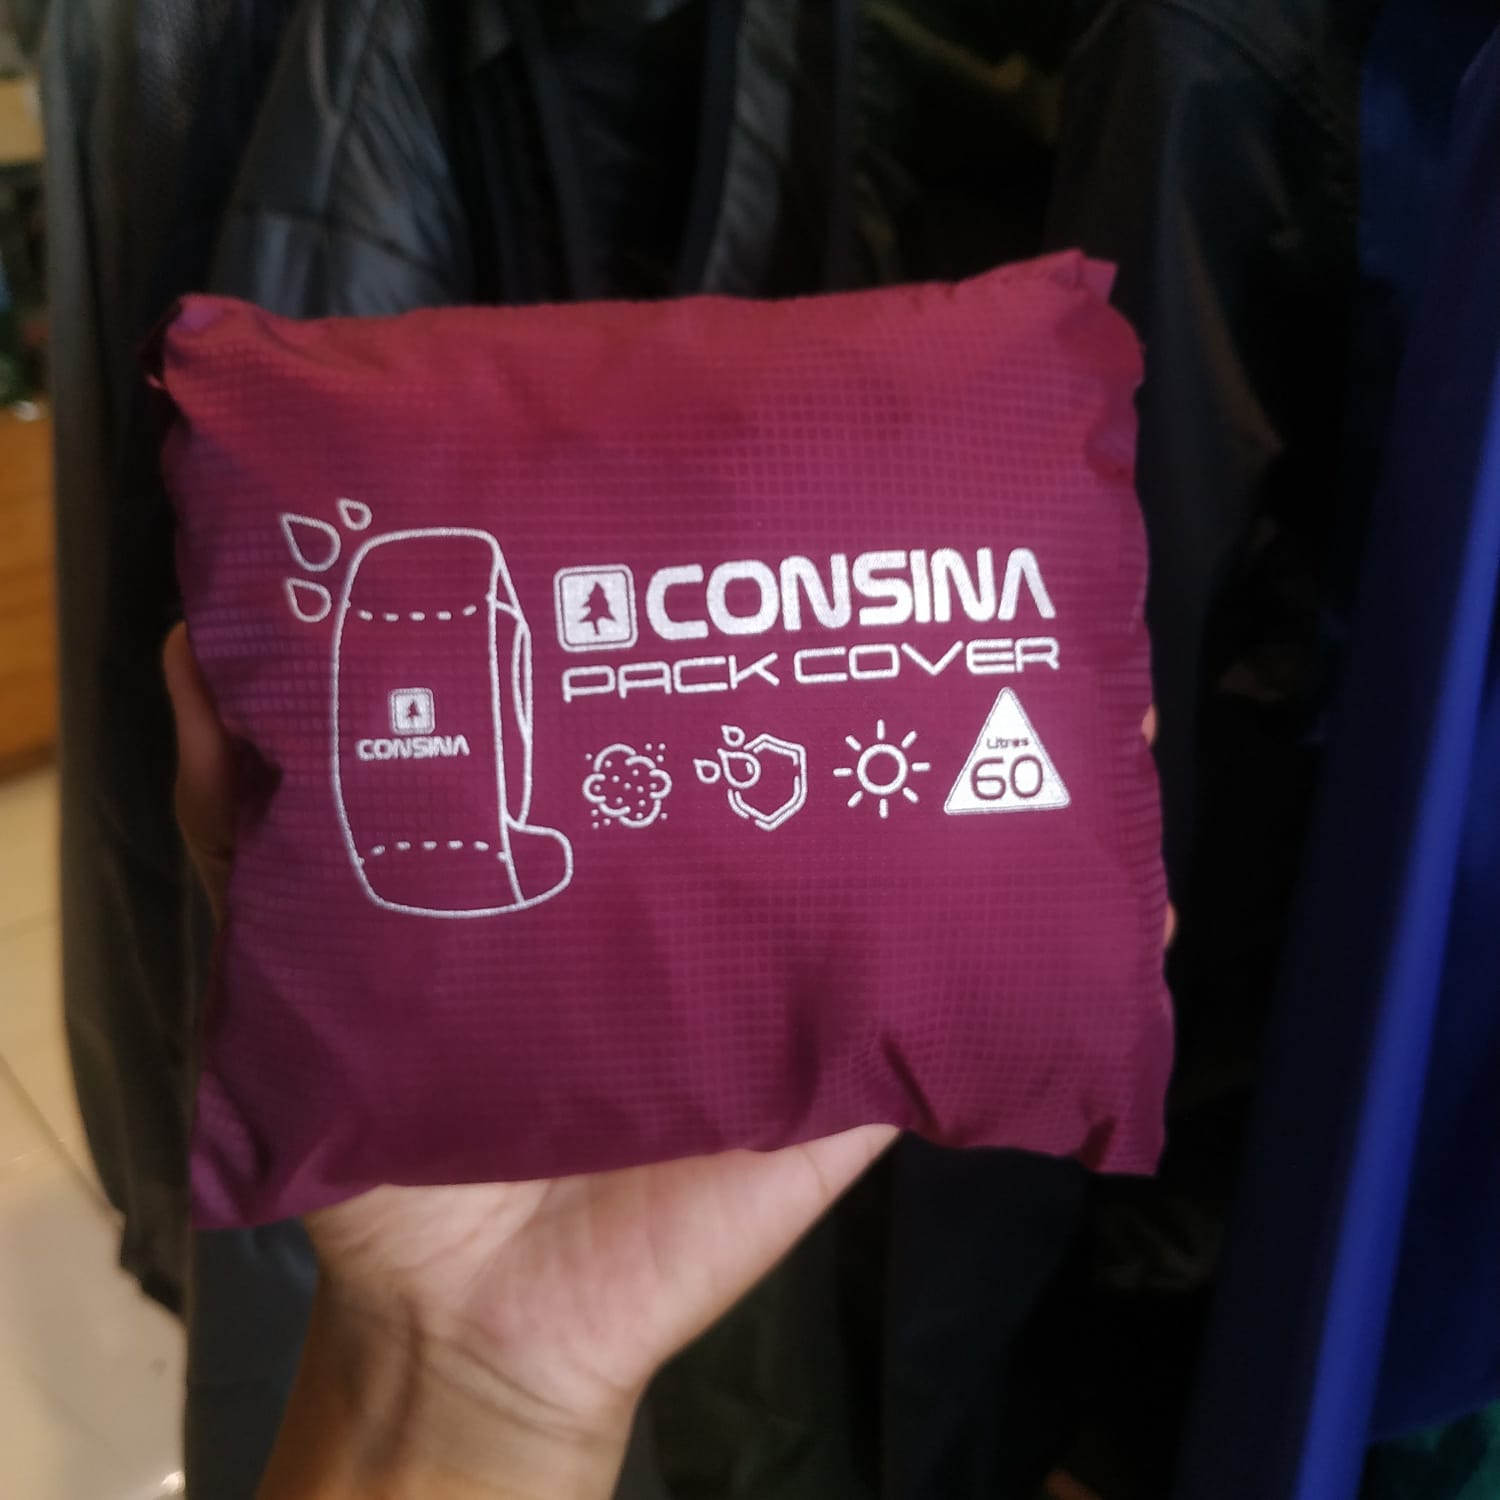 CONSINA
PACK COVER
CONSINA
Litres
60